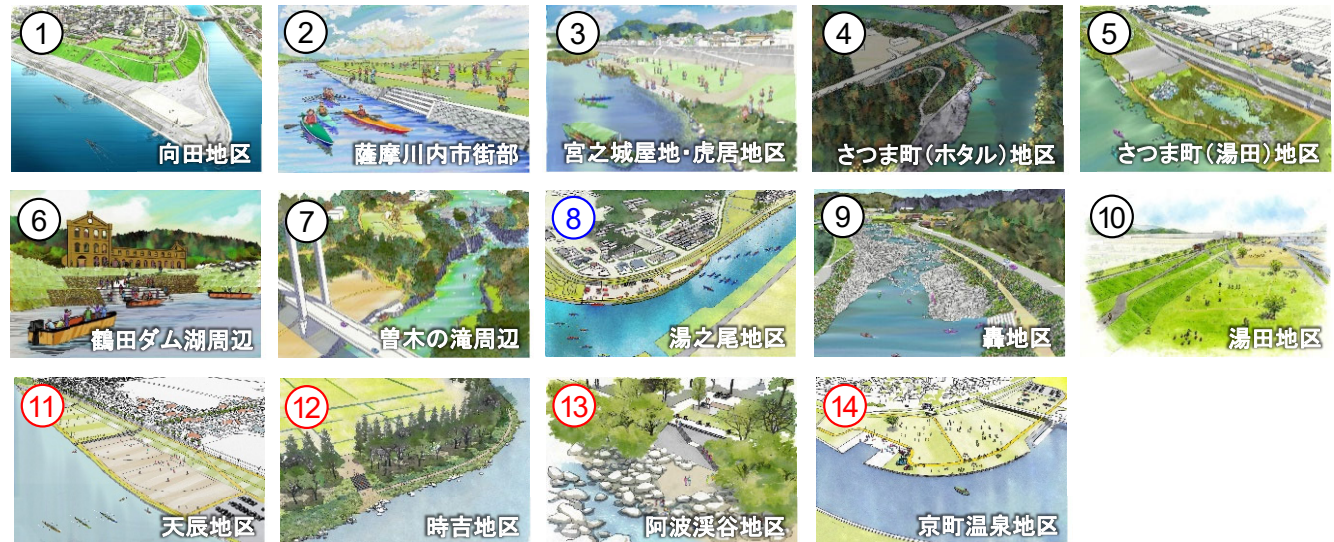 ① 向田地区
② 薩摩川内市街部
③ 宮之城屋地・虎居地区
④ さつま町(ホタル)地区
⑤ さつま町(湯田)地区
⑥ 鶴田ダム湖周辺
⑦ 曽木の滝周辺
⑧ 湯之尾地区
⑨ 轟地区
⑩ 湯田地区
⑪ 天辰地区
⑫ 時吉地区
⑬ 阿波渓谷地区
⑭ 京町温泉地区